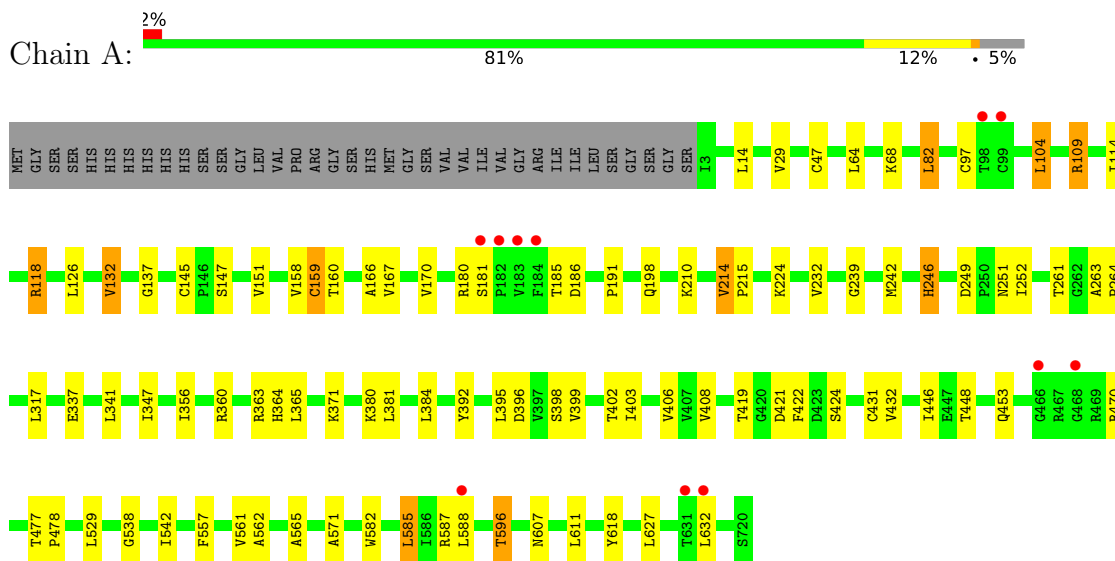 2%
Chain A:
81% 12% • 5%
MET GLY SER SER HIS HIS HIS HIS HIS HIS SER SER GLY LEU VAL PRO ARG GLY SER HIS MET GLY SER VAL VAL ILE VAL GLY ARG ILE ILE LEU SER GLY SER GLY SER I3 L14 V29 C47 L64 K68 L82 C97 T98 C99 L104 R109 I114
R118 L126 V132 G137 C145 P146 S147 V151 V158 C159 T160 A166 V167 V170 R180 S181 P182 V183 F184 T185 D186 P191 Q198 K210 V214 P215 K224 V232 G239 M242 H246 D249 P250 N251 I252 T261 G262 A263 P264
L317 E337 L341 I347 I356 R360 R363 H364 L365 K371 K380 L381 L384 Y392 L395 D396 V397 S398 V399 T402 I403 V406 V407 V408 T419 G420 D421 F422 D423 S424 C431 V432 I446 E447 T448 Q453 G466 R467 G468 R469 R470
T477 P478 L529 G538 I542 F557 V561 A562 A565 A571 W582 L585 I586 R587 L588 T596 N607 L611 Y618 L627 T631 L632 S720